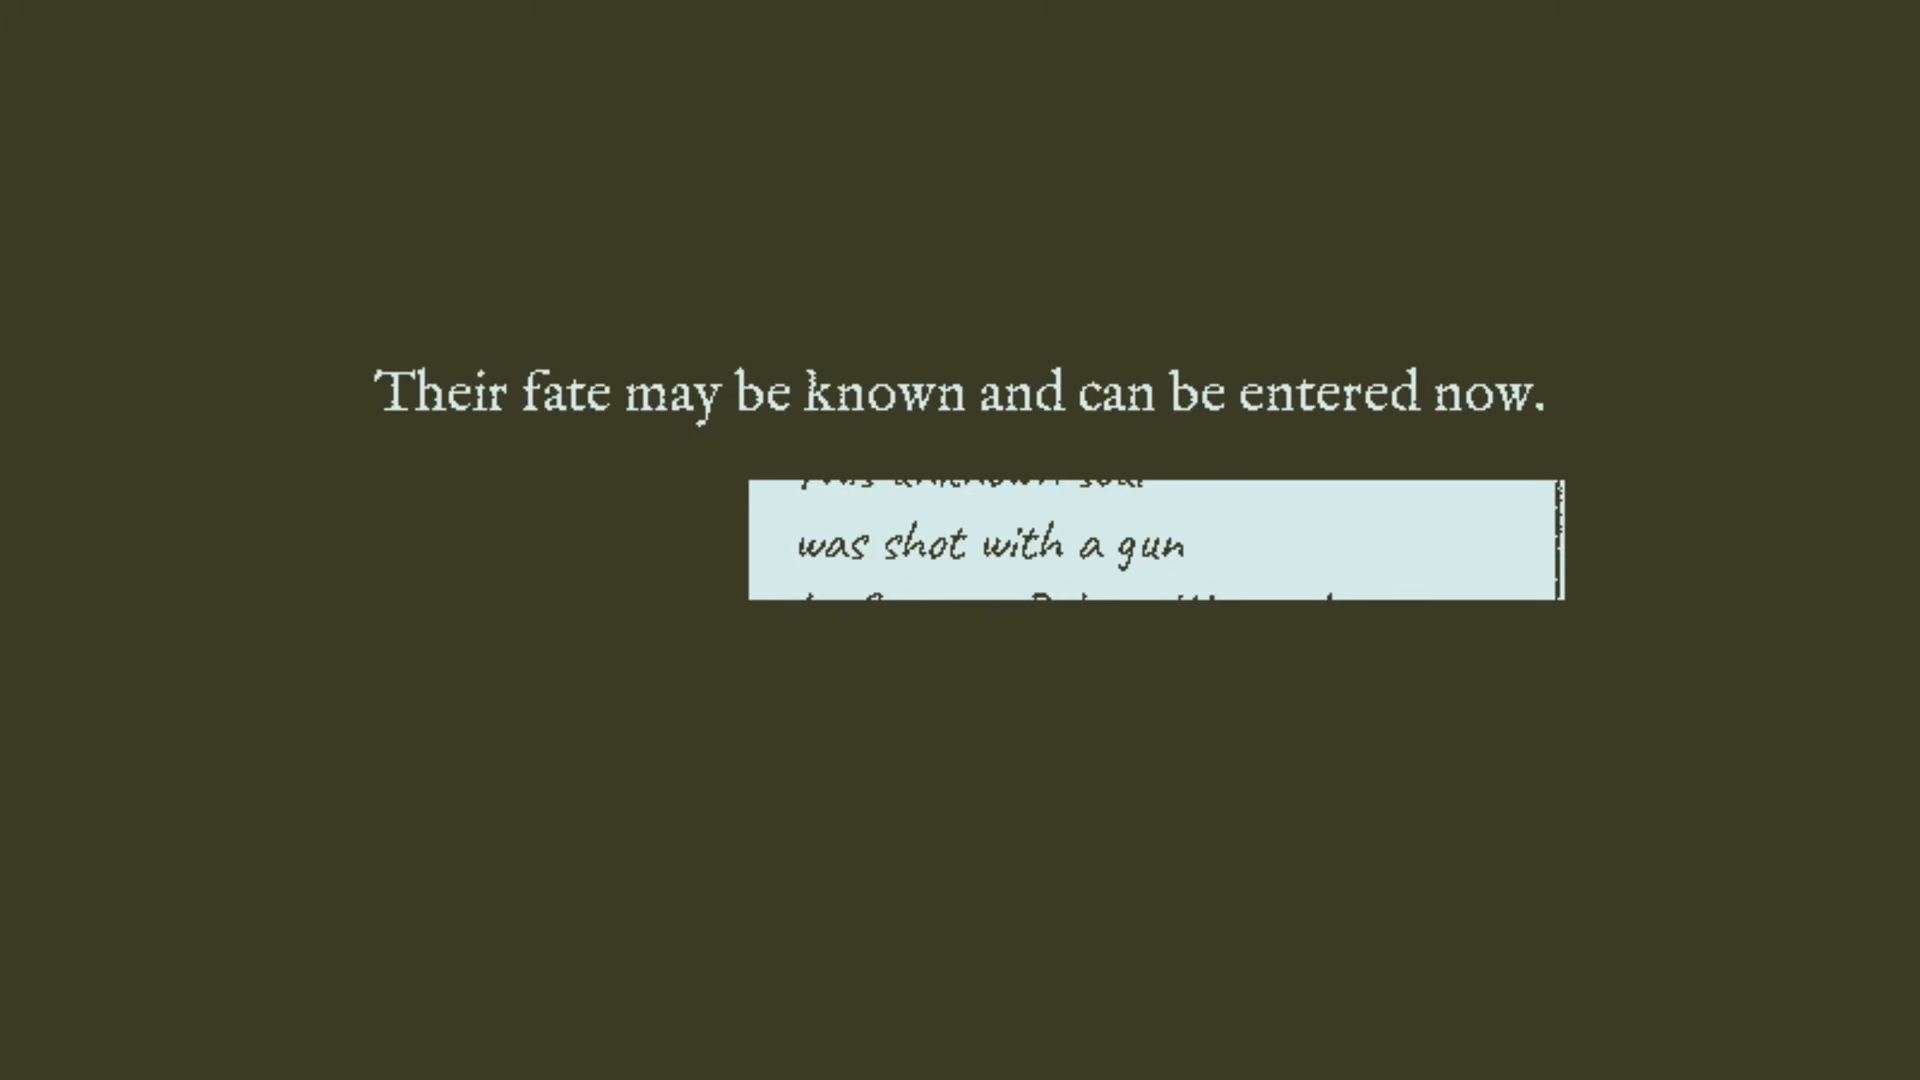 Their fate may be known and can be entered now.
was shot with a gun